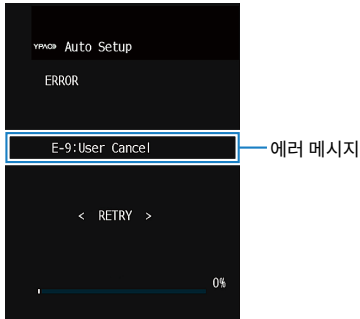 YPAO Auto Setup
ERROR
E-9:User Cancel
에러 메시지
< RETRY >
0%